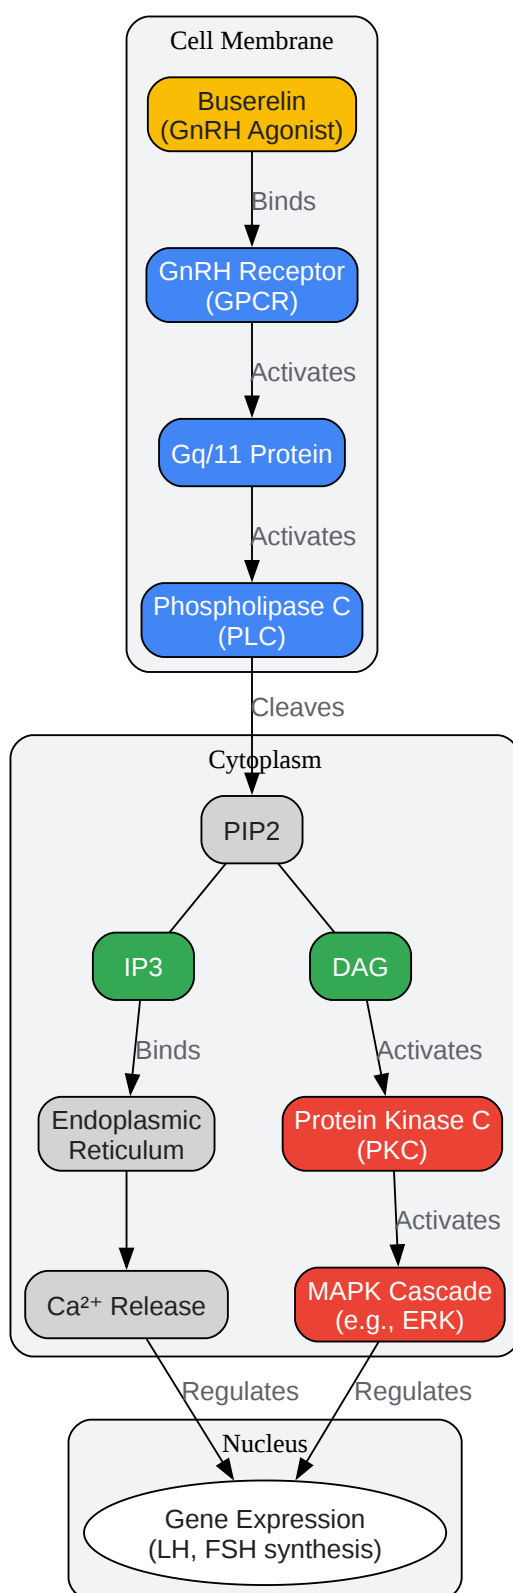 Cell Membrane
Buserelin
(GnRH Agonist)
Binds
GnRH Receptor
(GPCR)
Activates
Gq/11 Protein
Activates
Phospholipase C
(PLC)
Cleaves
Cytoplasm
PIP2
IP3
DAG
Binds
Activates
Endoplasmic
Reticulum
Protein Kinase C
(PKC)
Activates
Ca²⁺ Release
MAPK Cascade
(e.g., ERK)
Regulates
Regulates
Nucleus
Gene Expression
(LH, FSH synthesis)